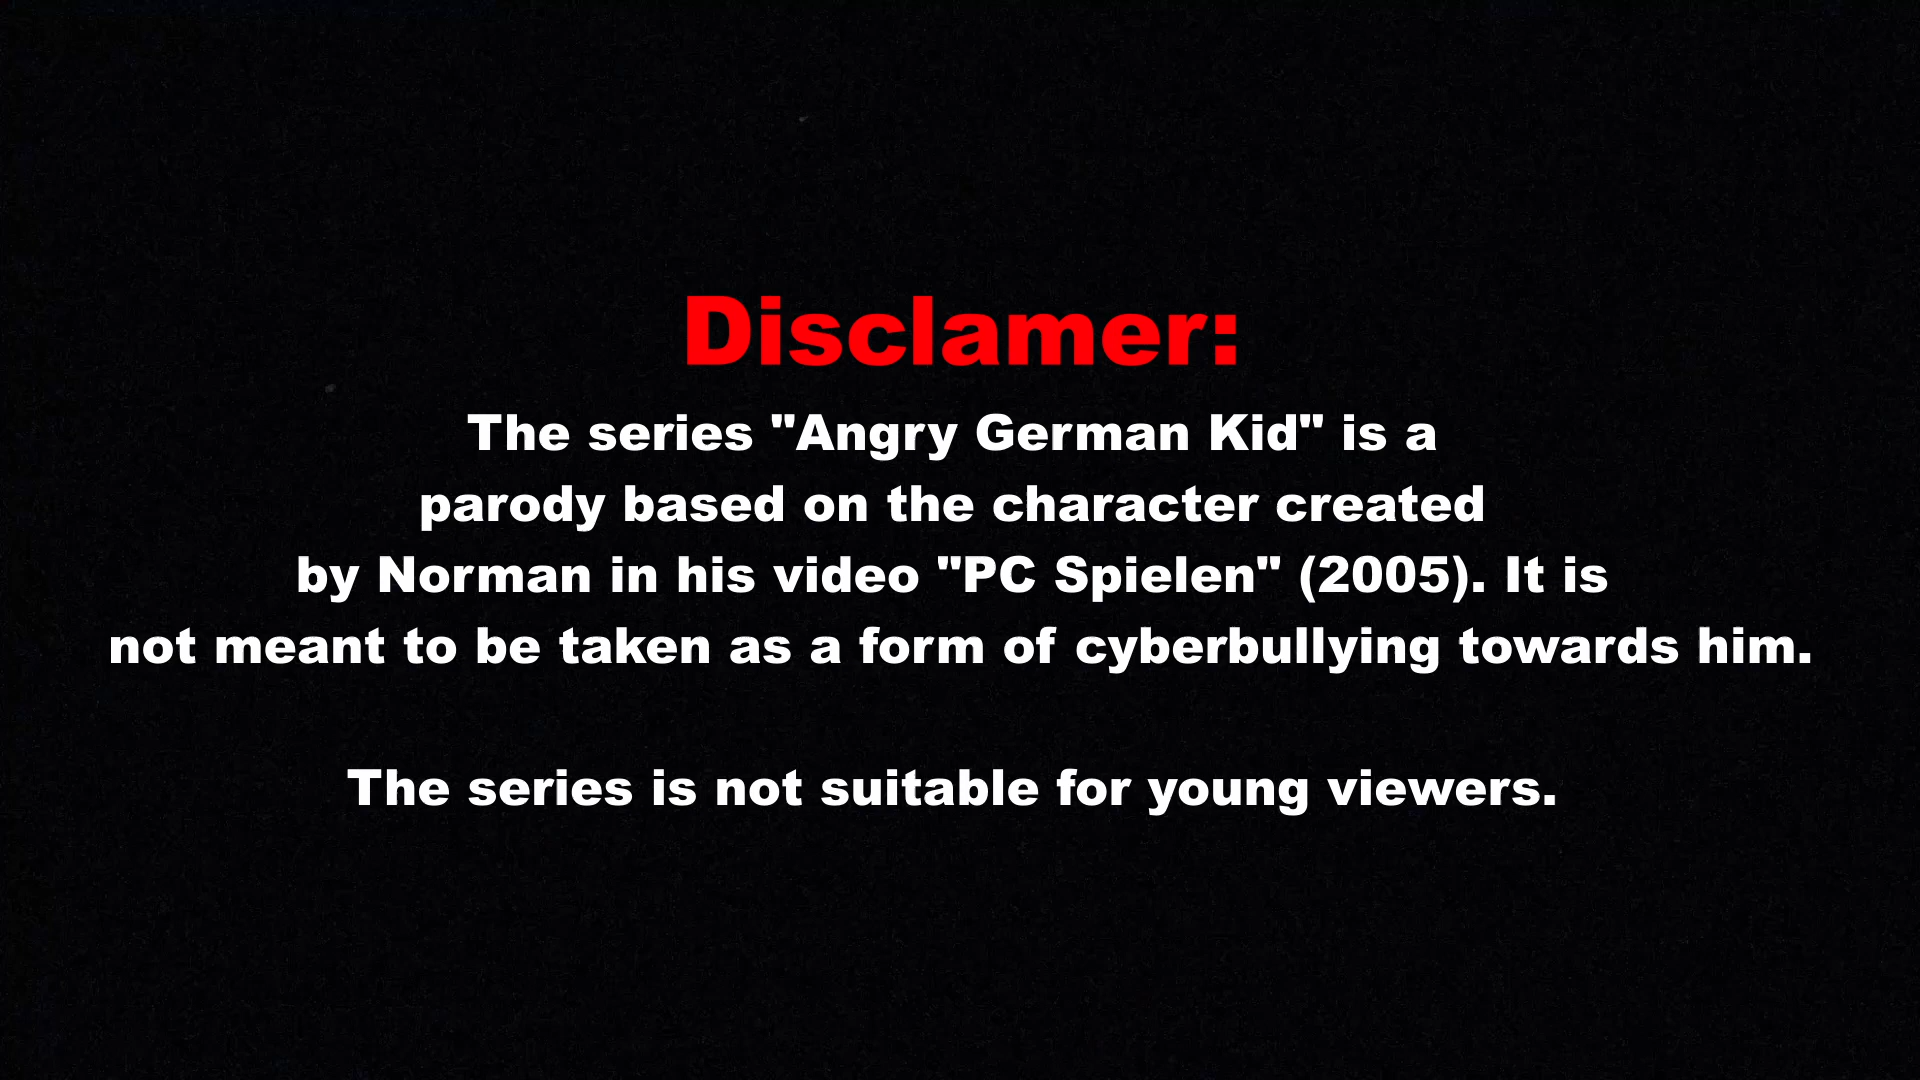 Disclamer:
The series "Angry German Kid" is a
parody based on the character created
by Norman in his video "PC Spielen" (2005). It is
not meant to be taken as a form of cyberbullying towards him.
The series is not suitable for young viewers.